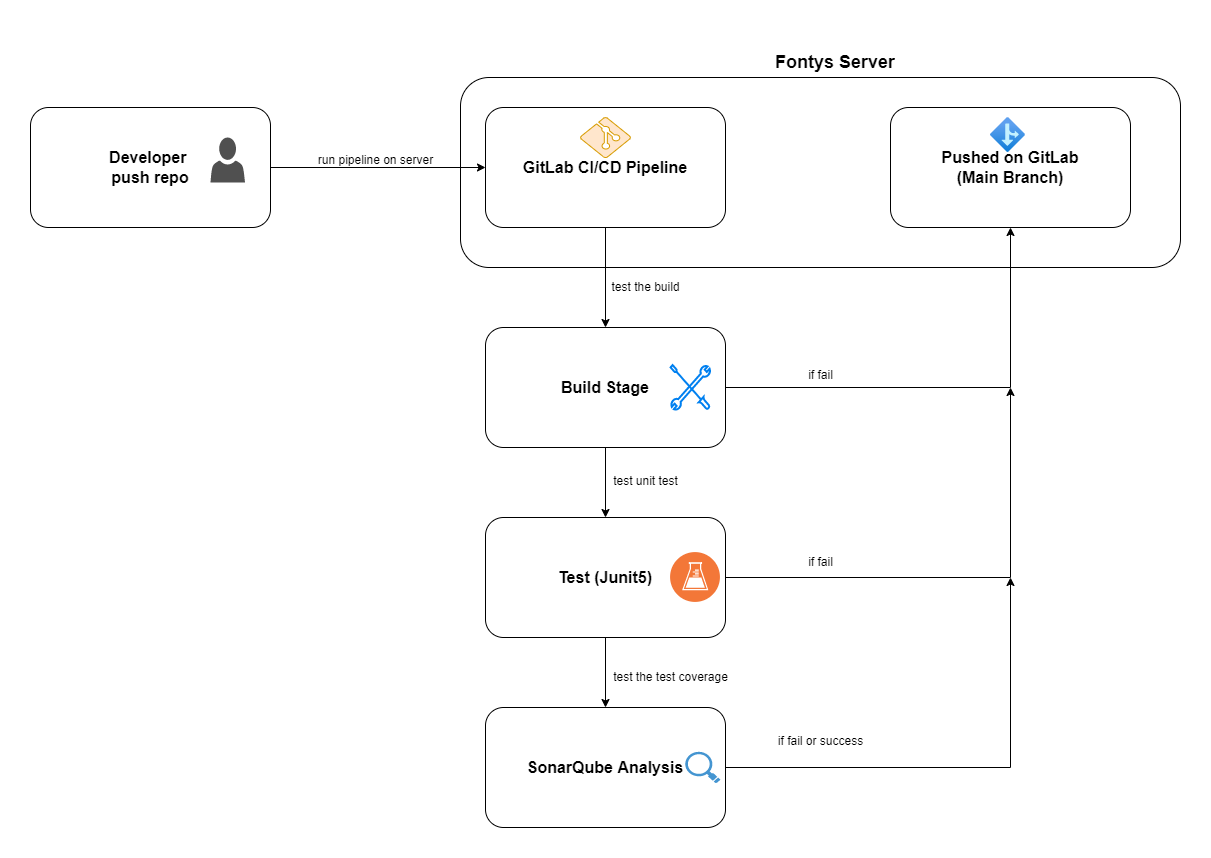 Fontys Server
Developer
push repo
run pipeline on server
GitLab CI/CD Pipeline
Pushed on GitLab
(Main Branch)
test the build
Build Stage
if fail
test unit test
Test (Junit5)
if fail
test the test coverage
SonarQube Analysis
if fail or success